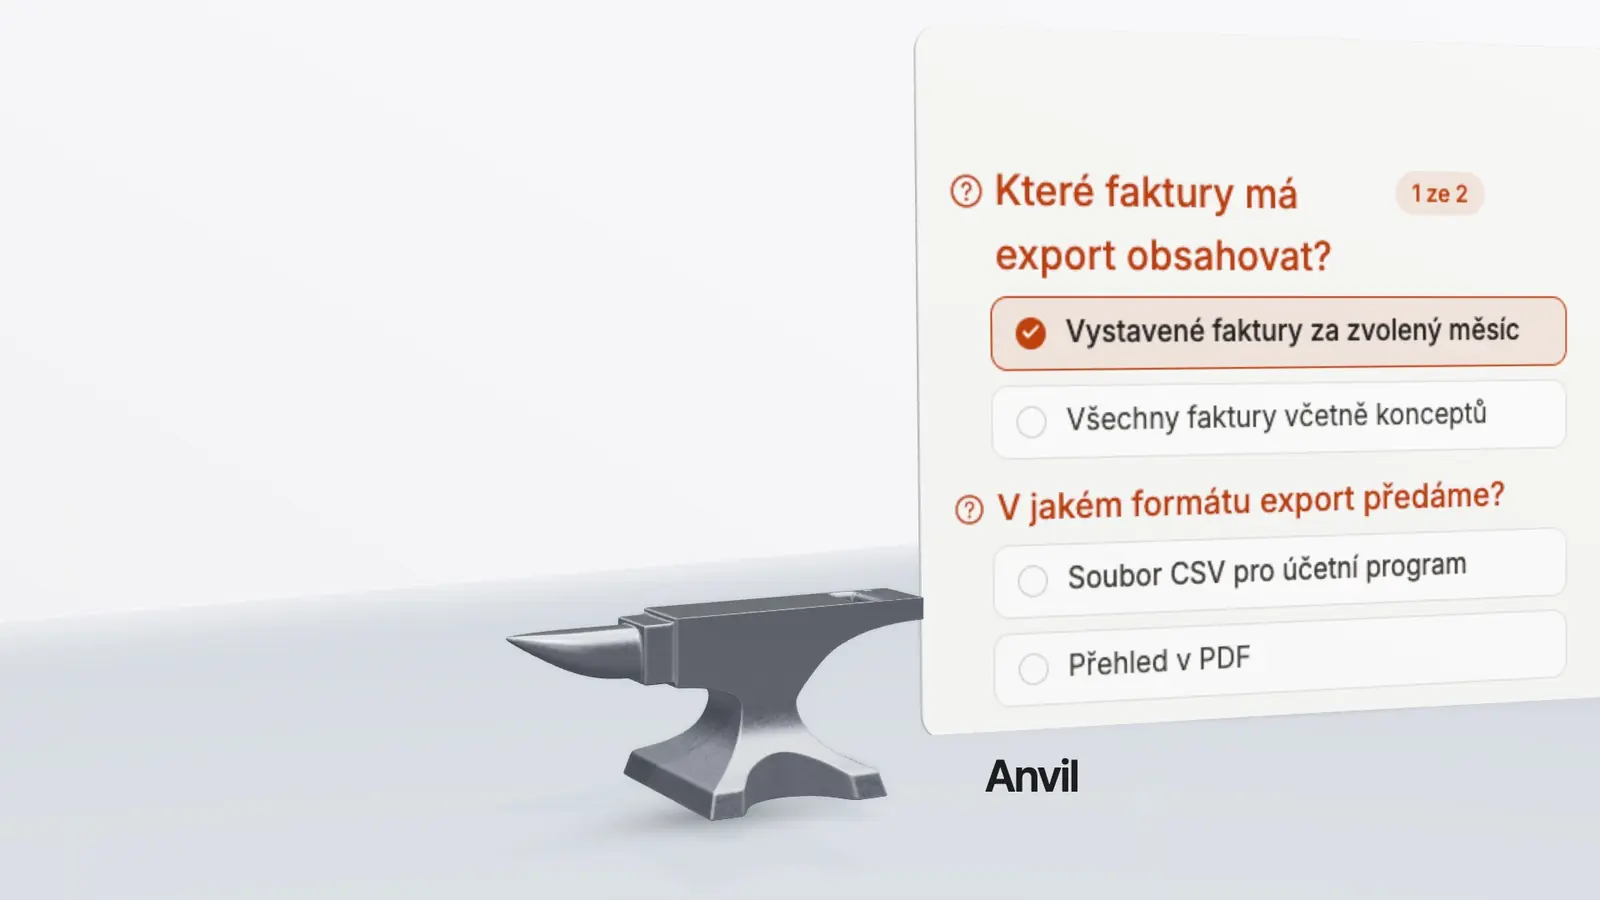 Které faktury má
1 ze 2
export obsahovat?
Vystavené faktury za zvolený měsíc
Všechny faktury včetně konceptů
V jakém formátu export předáme?
Soubor CSV pro účetní program
Přehled v PDF
Anvil